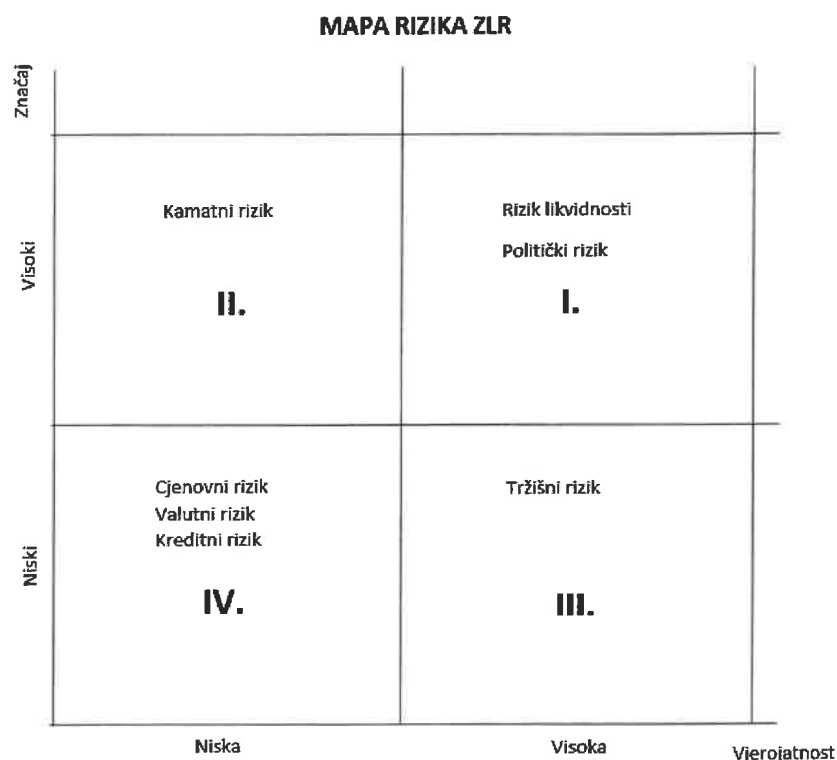 MAPA RIZIKA ZLR
Značaj
Visoki
Kamatni rizik
Rizik likvidnosti
Politički rizik
II.
I.
Niski
Cjenovni rizik
Valutni rizik
Kreditni rizik
Tržišni rizik
IV.
III.
Niska
Visoka
Vjerojatnost